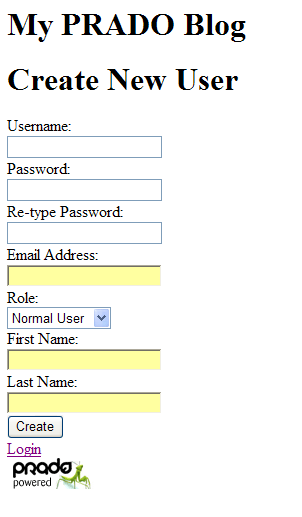 My PRADO Blog
Create New User
Username:
Password:
Re-type Password:
Email Address:
Role:
Normal User
First Name:
Last Name:
Create
Login
prado
powered